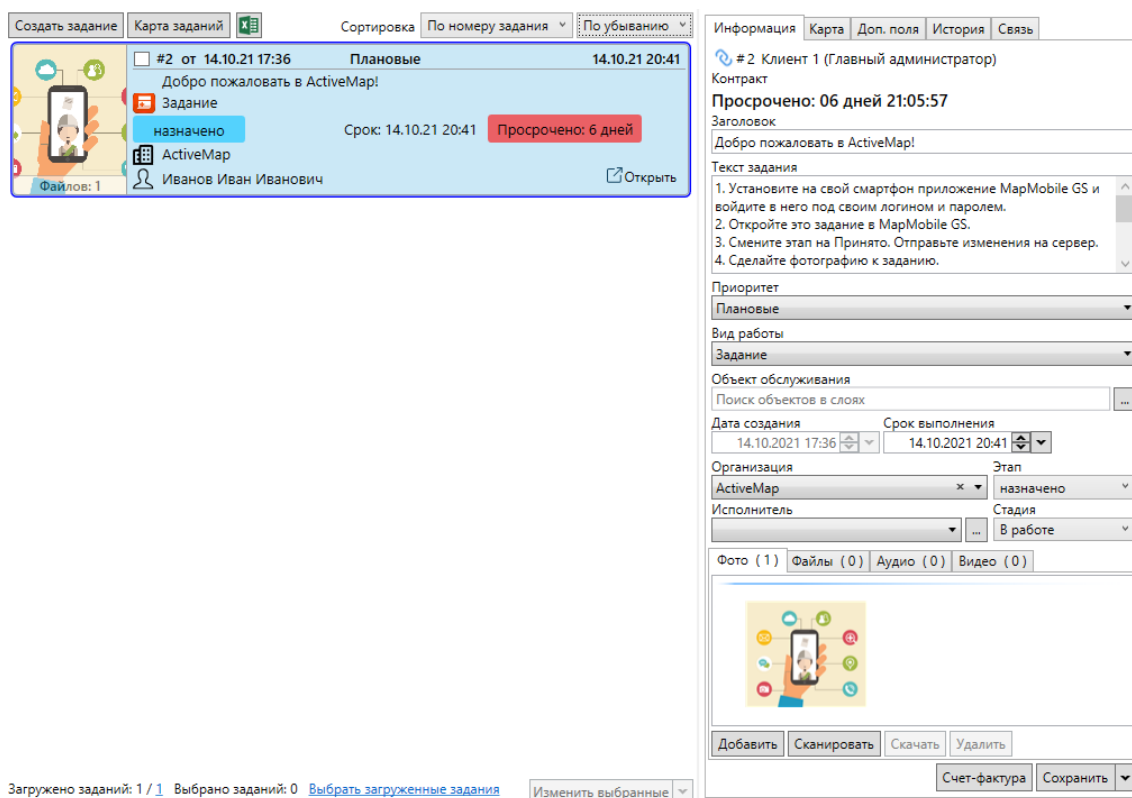 Создать задание Карта заданий Сортировка По номеру задания По убыванию
#2 от 14.10.21 17:36 Плановые 14.10.21 20:41
Добро пожаловать в ActiveMap!
Задание
назначено Срок: 14.10.21 20:41 Просрочено: 6 дней
ActiveMap
Файлов: 1 Иванов Иван Иванович Открыть
Загружено заданий: 1 / 1 Выбрано заданий: 0 Выбрать загруженные задания Изменить выбранные
Информация Карта Доп. поля История Связь
# 2 Клиент 1 (Главный администратор)
Контракт
Просрочено: 06 дней 21:05:57
Заголовок
Добро пожаловать в ActiveMap!
Текст задания
1. Установите на свой смартфон приложение MapMobile GS и
войдите в него под своим логином и паролем.
2. Откройте это задание в MapMobile GS.
3. Смените этап на Принято. Отправьте изменения на сервер.
4. Сделайте фотографию к заданию.
Приоритет
Плановые
Вид работы
Задание
Объект обслуживания
Поиск объектов в слоях ...
Дата создания Срок выполнения
14.10.2021 17:36 14.10.2021 20:41
Организация Этап
ActiveMap × назначено
Исполнитель Стадия
... В работе
Фото ( 1 ) Файлы ( 0 ) Аудио ( 0 ) Видео ( 0 )
Добавить Сканировать Скачать Удалить
Счет-фактура Сохранить